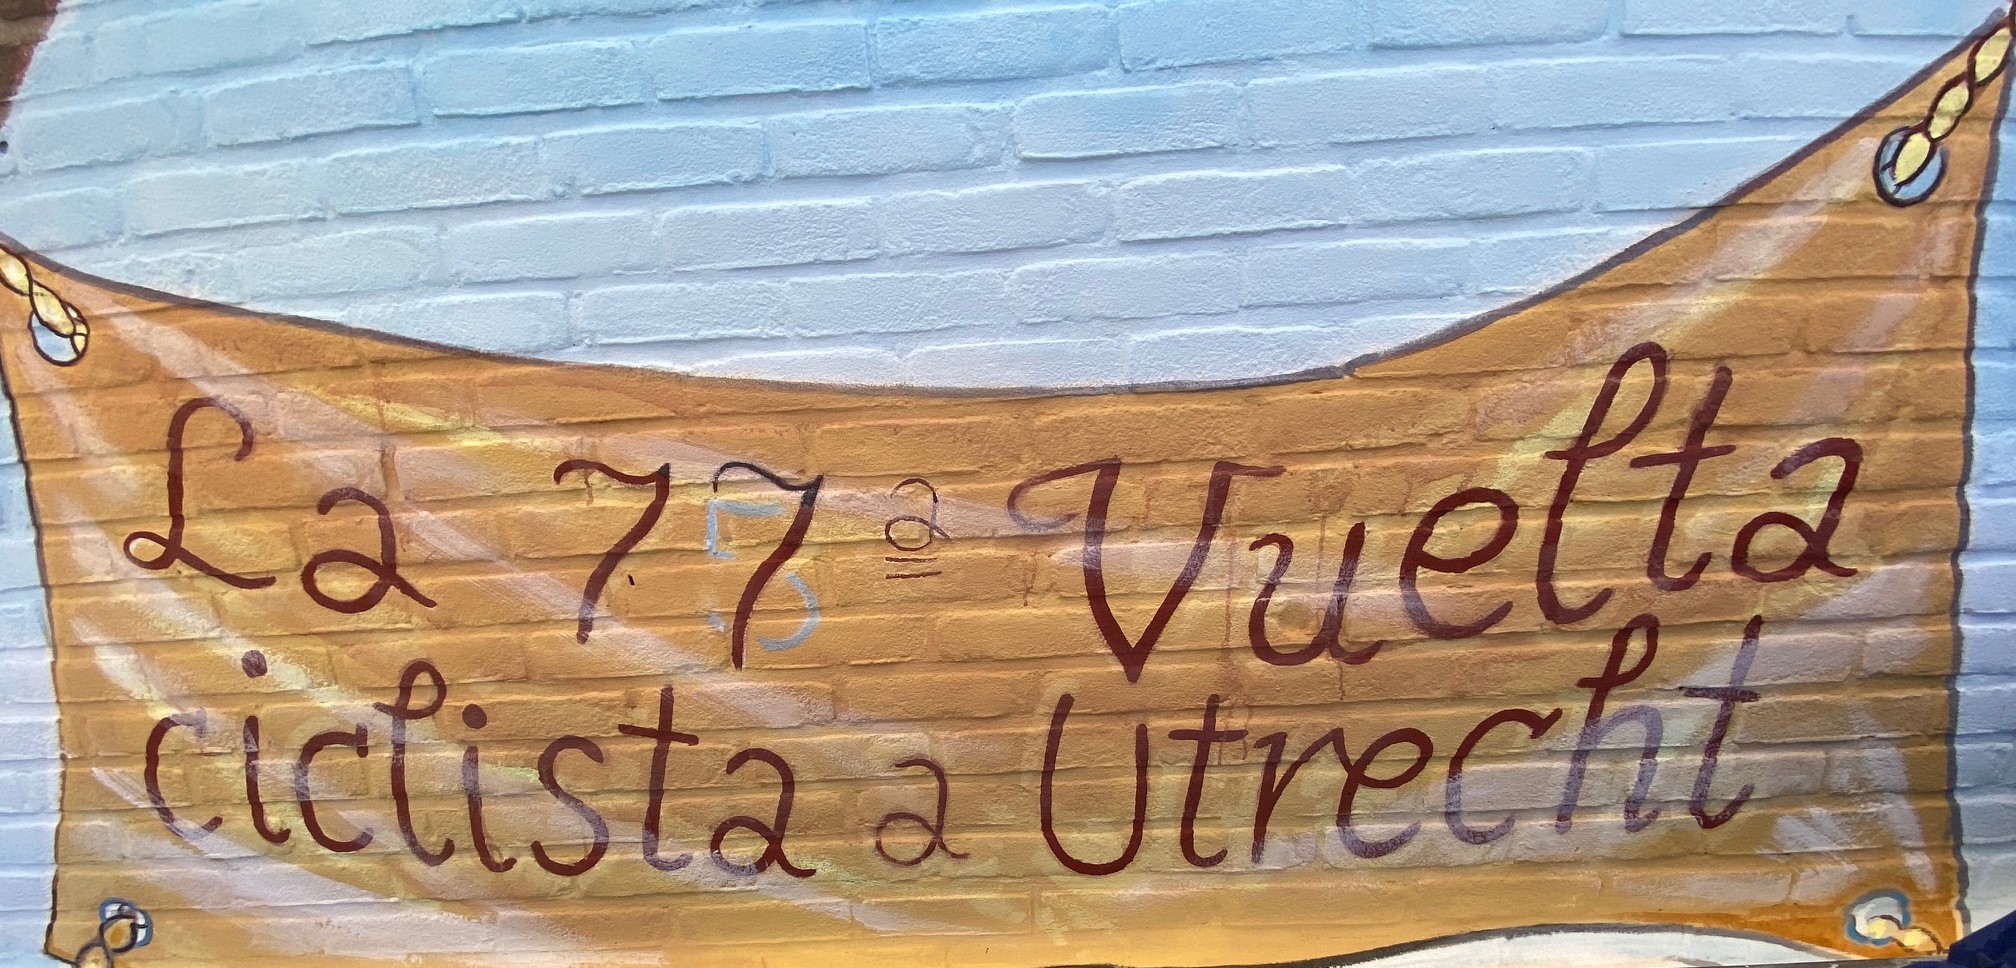 La 77ª Vuelta
ciclista a Utrecht